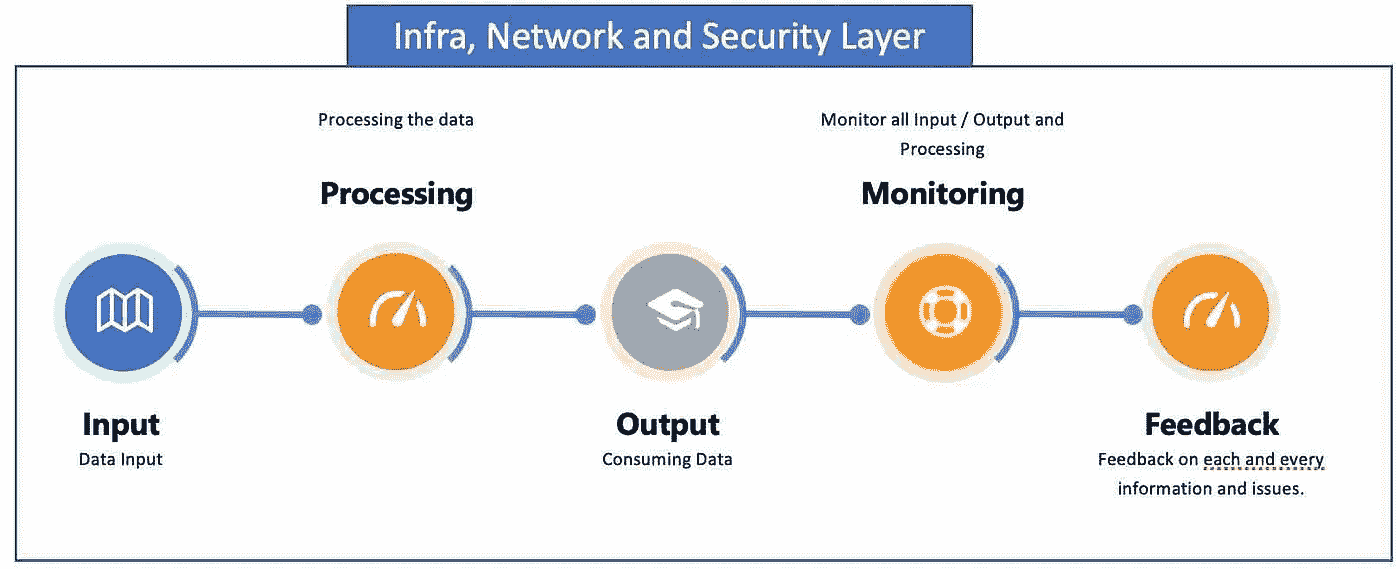 Infra, Network and Security Layer
Processing the data
Processing
Monitor all Input / Output and
Processing
Monitoring
Input
Data Input
Output
Consuming Data
Feedback
Feedback on each and every
information and issues.